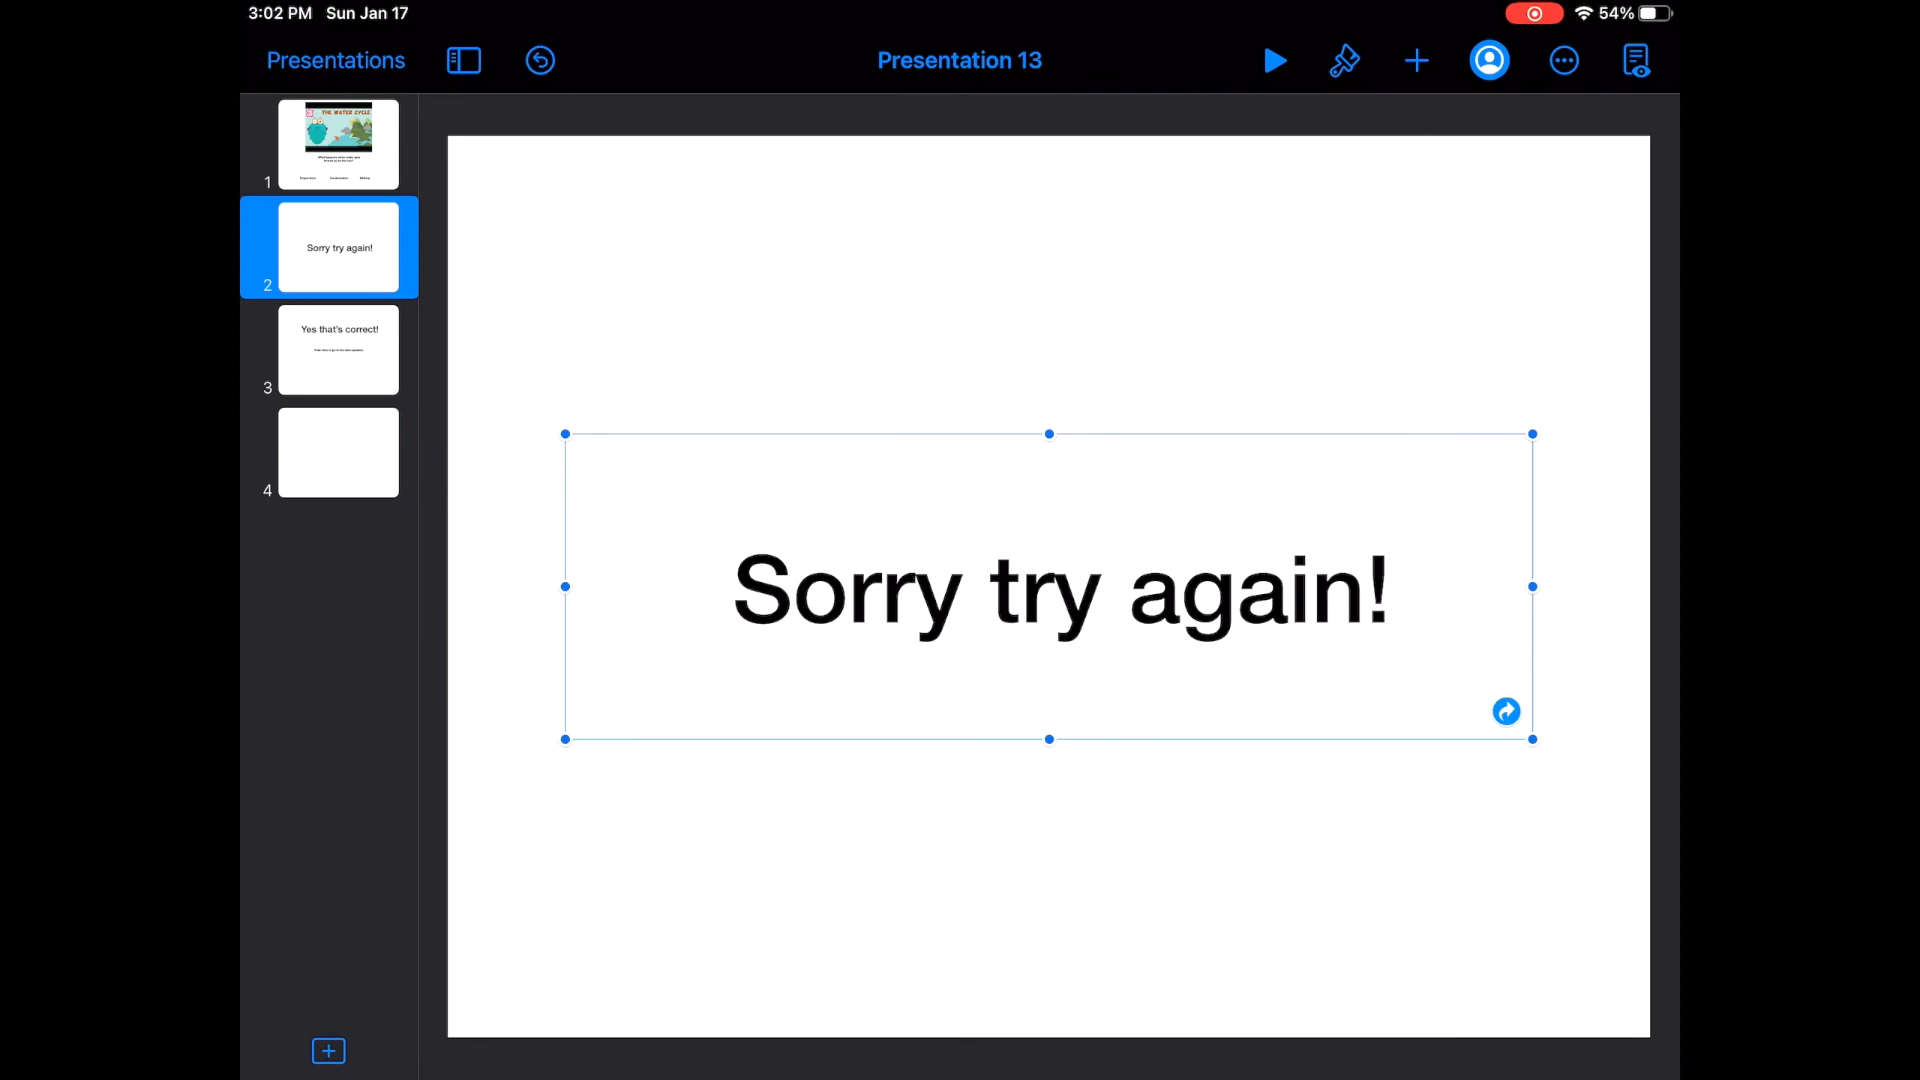 3:02 PM Sun Jan 17
54%
Presentations
Presentation 13
THE WATER CYCLE
1
Sorry try again!
2
Yes that's correct!
3
4
Sorry try again!